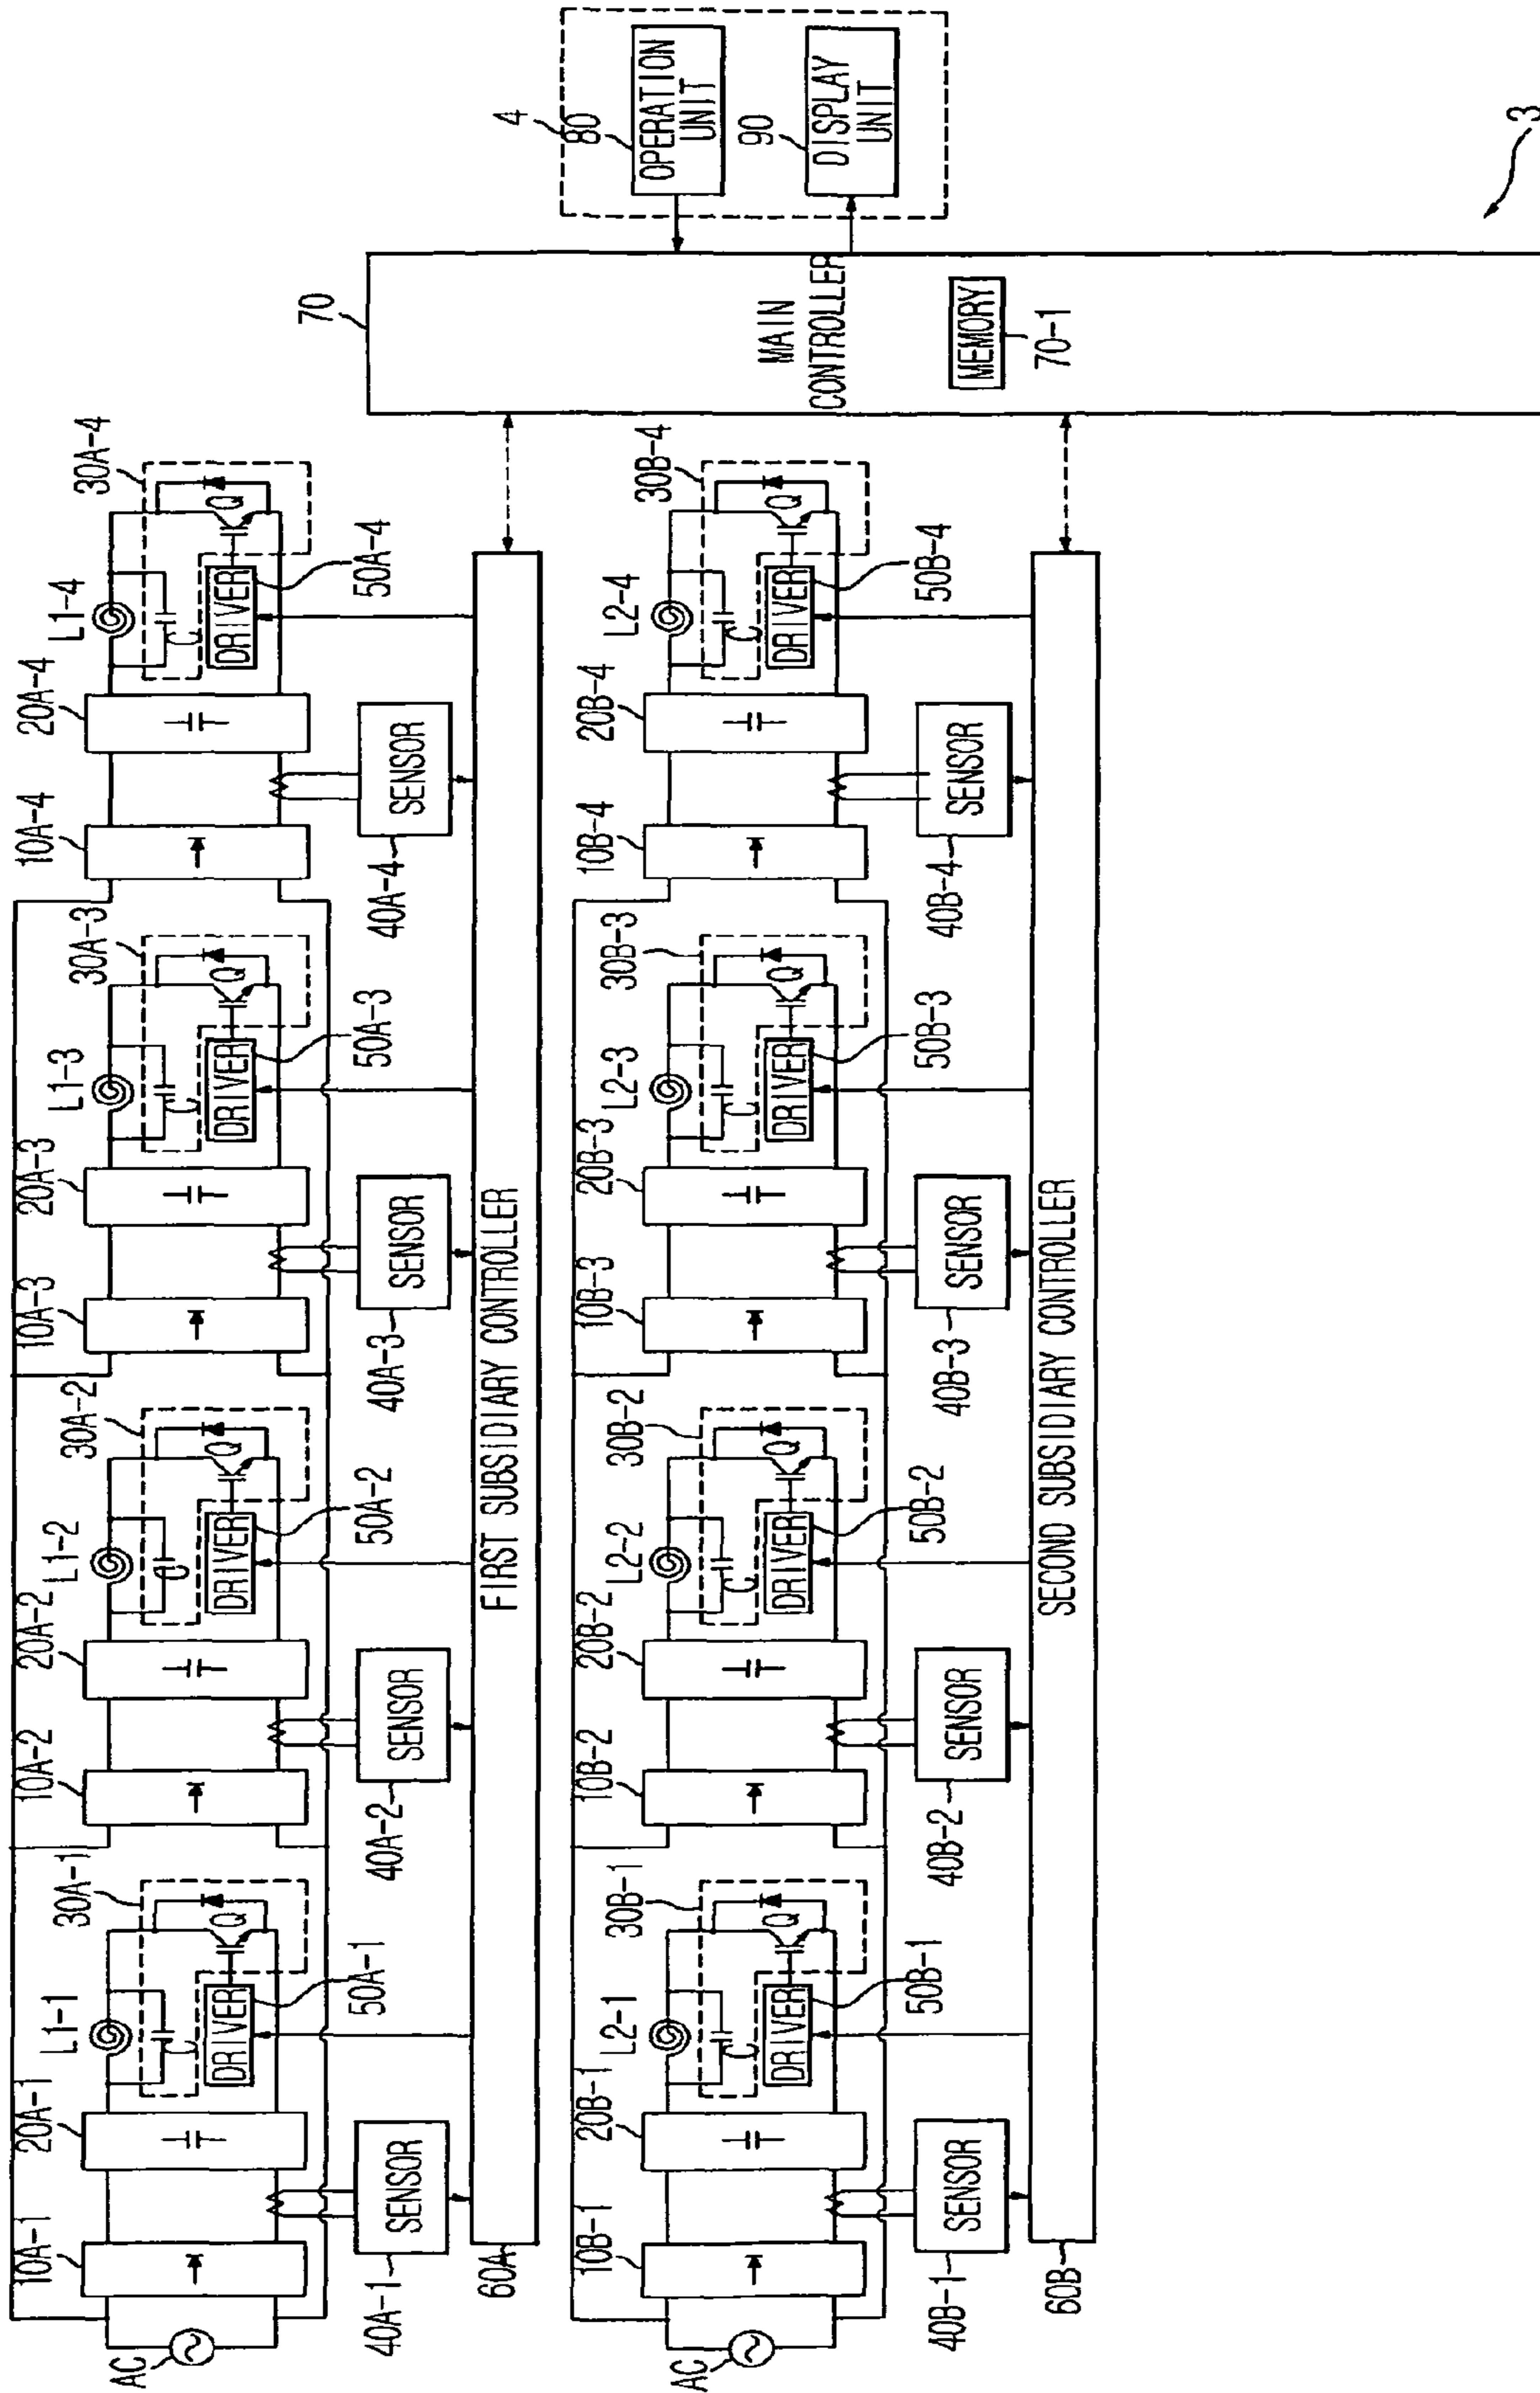 AC
10A-1
20A-1
L1-1
30A-1
C
Q
DRIVER
50A-1
SENSOR
40A-1
10A-2
20A-2
L1-2
30A-2
C
Q
DRIVER
50A-2
SENSOR
40A-2
10A-3
20A-3
L1-3
30A-3
C
Q
DRIVER
50A-3
SENSOR
40A-3
10A-4
20A-4
L1-4
30A-4
C
Q
DRIVER
50A-4
SENSOR
40A-4
FIRST SUBSIDIARY CONTROLLER
60A
AC
10B-1
20B-1
L2-1
30B-1
C
Q
DRIVER
50B-1
SENSOR
40B-1
10B-2
20B-2
L2-2
30B-2
C
Q
DRIVER
50B-2
SENSOR
40B-2
10B-3
20B-3
L2-3
30B-3
C
Q
DRIVER
50B-3
SENSOR
40B-3
10B-4
20B-4
L2-4
30B-4
C
Q
DRIVER
50B-4
SENSOR
40B-4
SECOND SUBSIDIARY CONTROLLER
60B
70
MAIN
CONTROLLER
MEMORY
70-1
4
80
OPERATION
UNIT
90
DISPLAY
UNIT
3